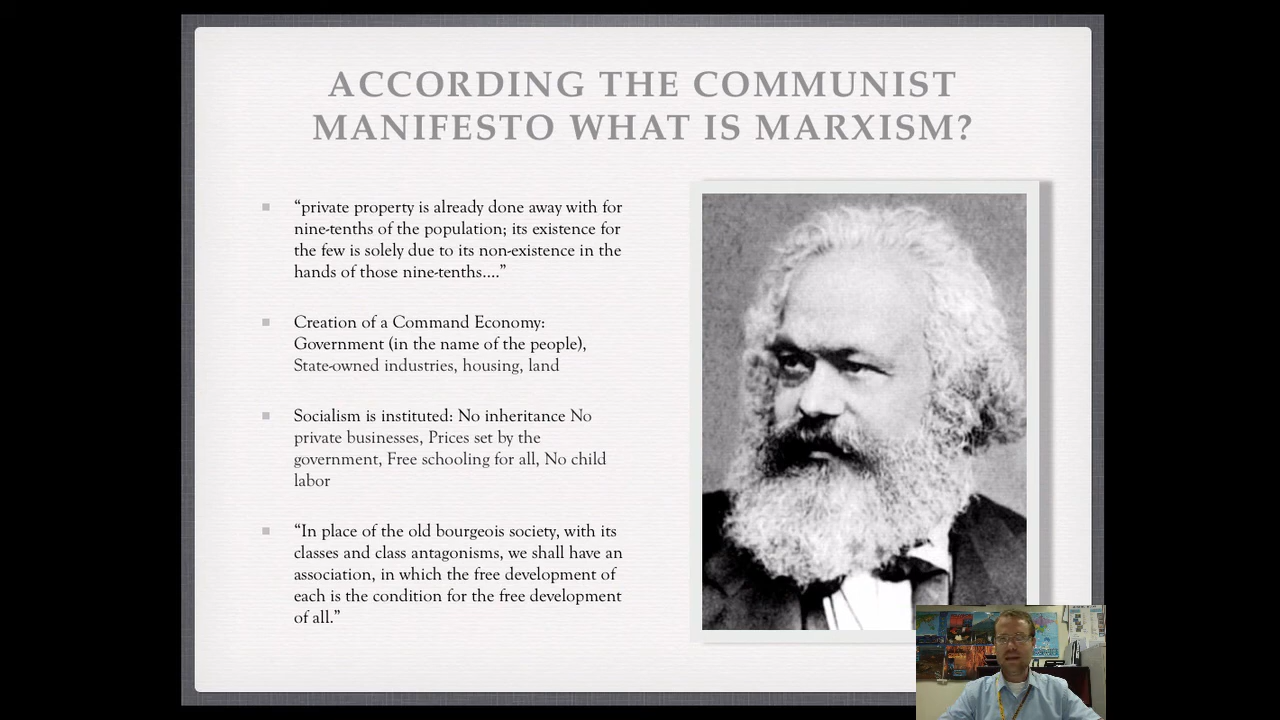 ACCORDING THE COMMUNIST
MANIFESTO WHAT IS MARXISM?
“private property is already done away with for
nine-tenths of the population; its existence for
the few is solely due to its non-existence in the
hands of those nine-tenths....”
Creation of a Command Economy:
Government (in the name of the people),
State-owned industries, housing, land
Socialism is instituted: No inheritance No
private businesses, Prices set by the
government, Free schooling for all, No child
labor
“In place of the old bourgeois society, with its
classes and class antagonisms, we shall have an
association, in which the free development of
each is the condition for the free development
of all.”